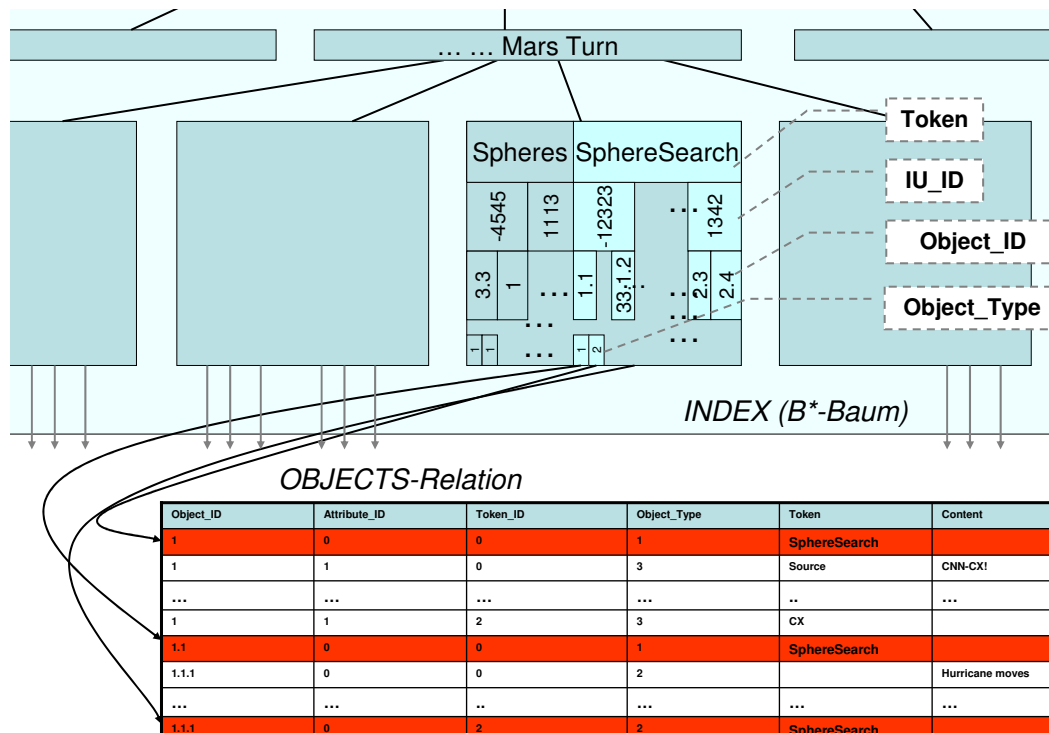 ... ... Mars Turn
Token
Spheres SphereSearch
IU_ID
-4545 1113 -12323 ... 1342
Object_ID
3.3 1 ... 1.1 33.1.2 ... ... 2.3 2.4
Object_Type
... ...
1 1 ... 1 2 ...
INDEX (B*-Baum)
OBJECTS-Relation
Object_ID Attribute_ID Token_ID Object_Type Token Content
1 0 0 1 SphereSearch
1 1 0 3 Source CNN-CX!
... ... ... ... .. ...
1 1 2 3 CX
1.1 0 0 1 SphereSearch
1.1.1 0 0 2 Hurricane moves
... ... .. ... ... ...
1.1.1 0 2 2 SphereSearch